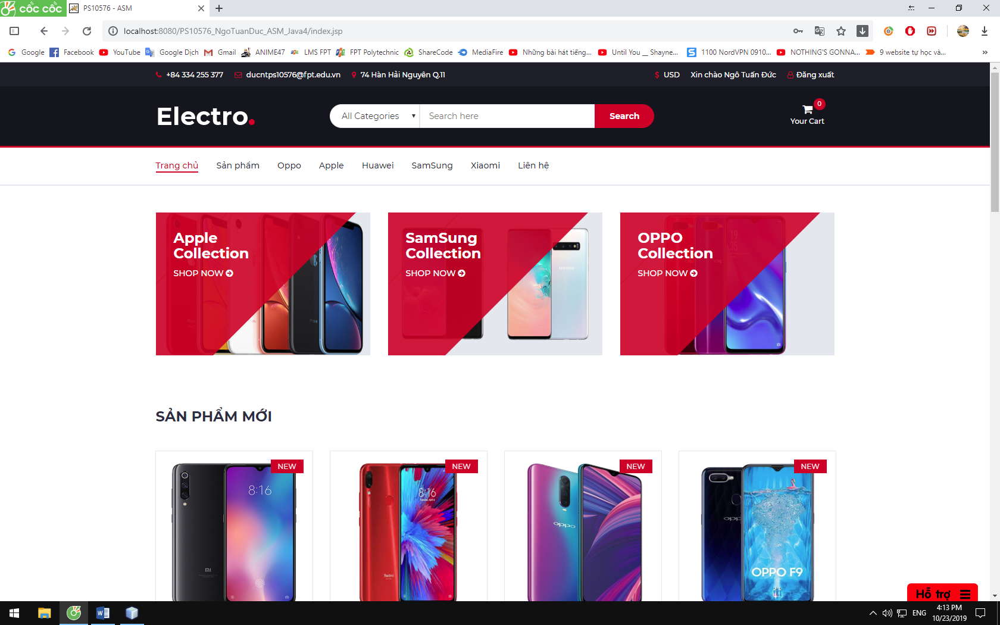 cốc cốc PS10576 - ASM
localhost:8080/PS10576_NgoTuanDuc_ASM_Java4/index.jsp
Google Facebook YouTube Google Dịch Gmail ANIME47 LMS FPT FPT Polytechnic ShareCode MediaFire Những bài hát tiếng... Until You __ Shayne... 1100 NordVPN 0910... NOTHING'S GONNA... 9 website tự học và... »
+84 334 255 377 ducntps10576@fpt.edu.vn 74 Hàn Hải Nguyên Q.11 $ USD Xin chào Ngô Tuấn Đức Đăng xuất
Electro. All Categories Search here Search 0
Your Cart
Trang chủ Sản phẩm Oppo Apple Huawei SamSung Xiaomi Liên hệ
Apple
Collection
SHOP NOW
SamSung
Collection
SHOP NOW
SAMSUNG
OPPO
Collection
SHOP NOW
19
35
SẢN PHẨM MỚI
NEW
8:16
MI
NEW
8:16
Redmi
NEW
oppo
NEW
OPPO F9
Hỗ trợ
ENG 4:13 PM
10/23/2019